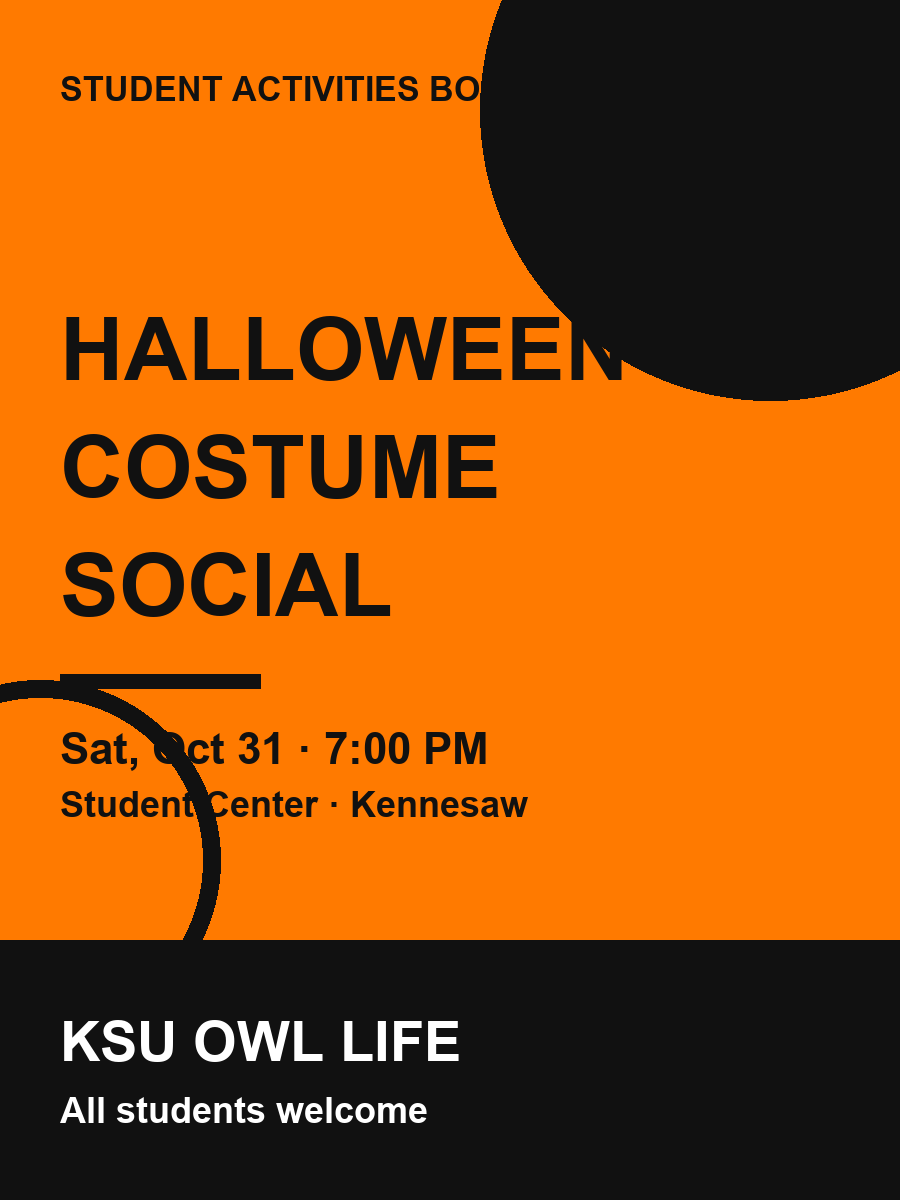 STUDENT ACTIVITIES
HALLOWEEN
COSTUME
SOCIAL
Sat, Oct 31 · 7:00 PM
Student Center · Kennesaw
KSU OWL LIFE
All students welcome